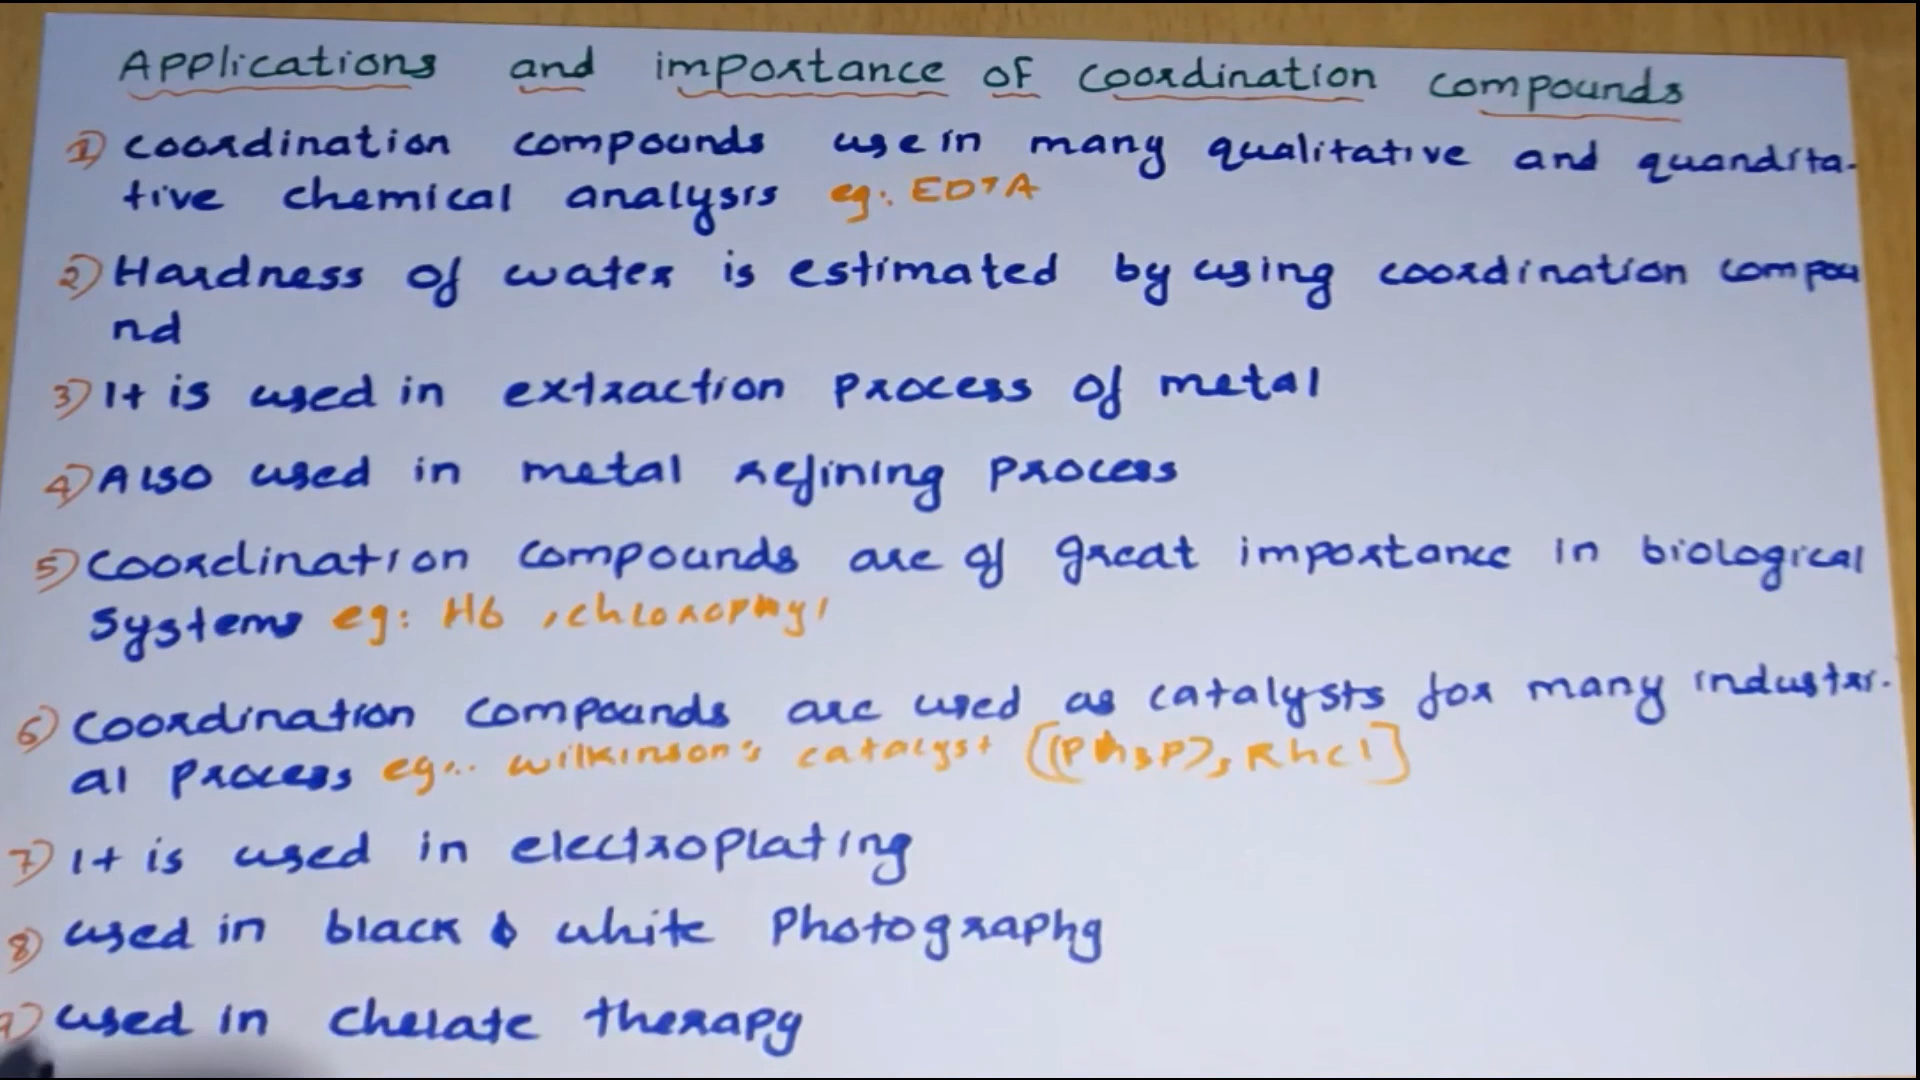 Applications and importance of coordination compounds
1) coordination compounds use in many qualitative and quandita-
tive chemical analysis eg: EDTA
2) Hardness of water is estimated by using coordination compou
nd
3) It is used in extraction process of metal
4) Also used in metal refining process
5) Coordination compounds are of great importance in biological
systems eg: Hb , chlorophyl
6) Coordination compounds are used as catalysts for many industri-
al process eg:. Wilkinson's catalyst [(Ph3P)3 RhCl]
7) It is used in electroplating
8) used in black & white Photography
9) used in chelate therapy